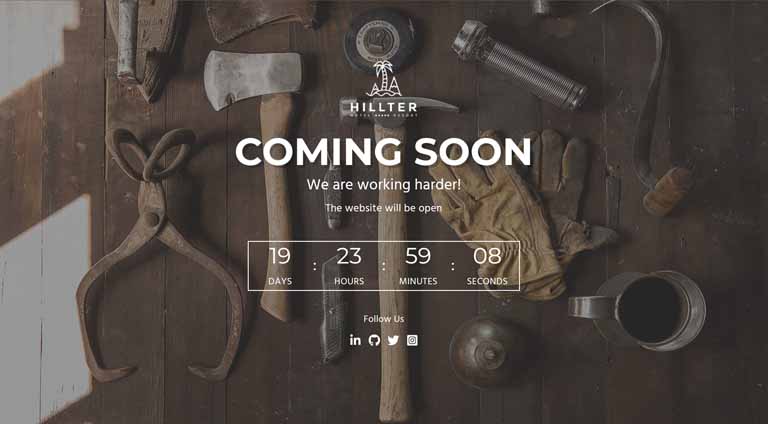 HILLTER
HOTEL RESORT
COMING SOON
We are working harder!
The website will be open
19 : 23 : 59 : 08
DAYS HOURS MINUTES SECONDS
Follow Us